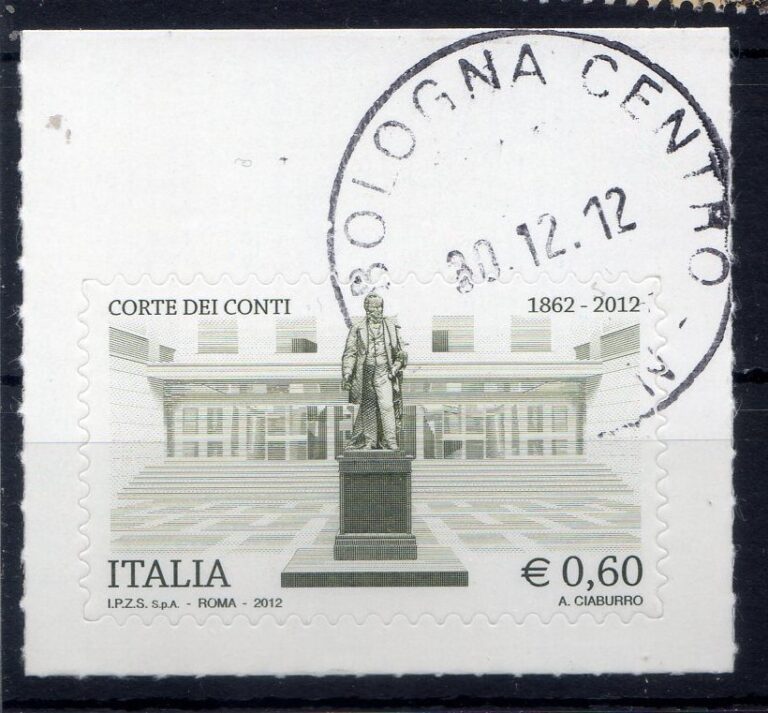 BOLOGNA CENTRO
30.12.12
CORTE DEI CONTI
1862 - 2012
ITALIA
€ 0,60
I.P.Z.S. S.p.A. - ROMA - 2012
A. CIABURRO